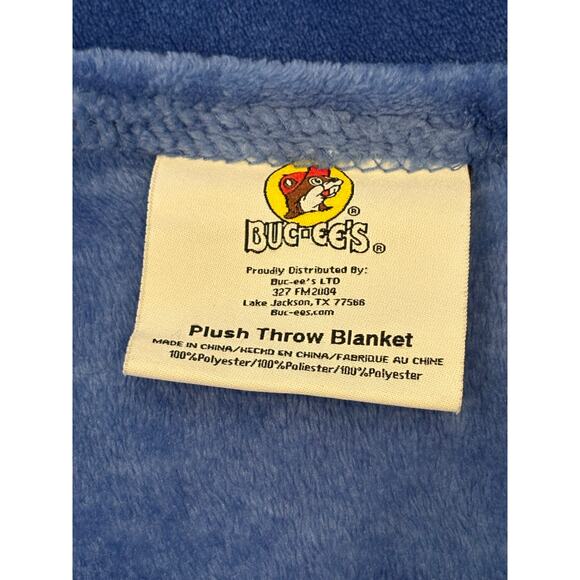 BUC-EE'S®
Proudly Distributed By:
Buc-ee's LTD
327 FM2004
Lake Jackson, TX 77566
Buc-ees.com
Plush Throw Blanket
MADE IN CHINA/HECHO EN CHINA/FABRIQUE AU CHINE
100%Polyester/100%Poliester/100%Polyester